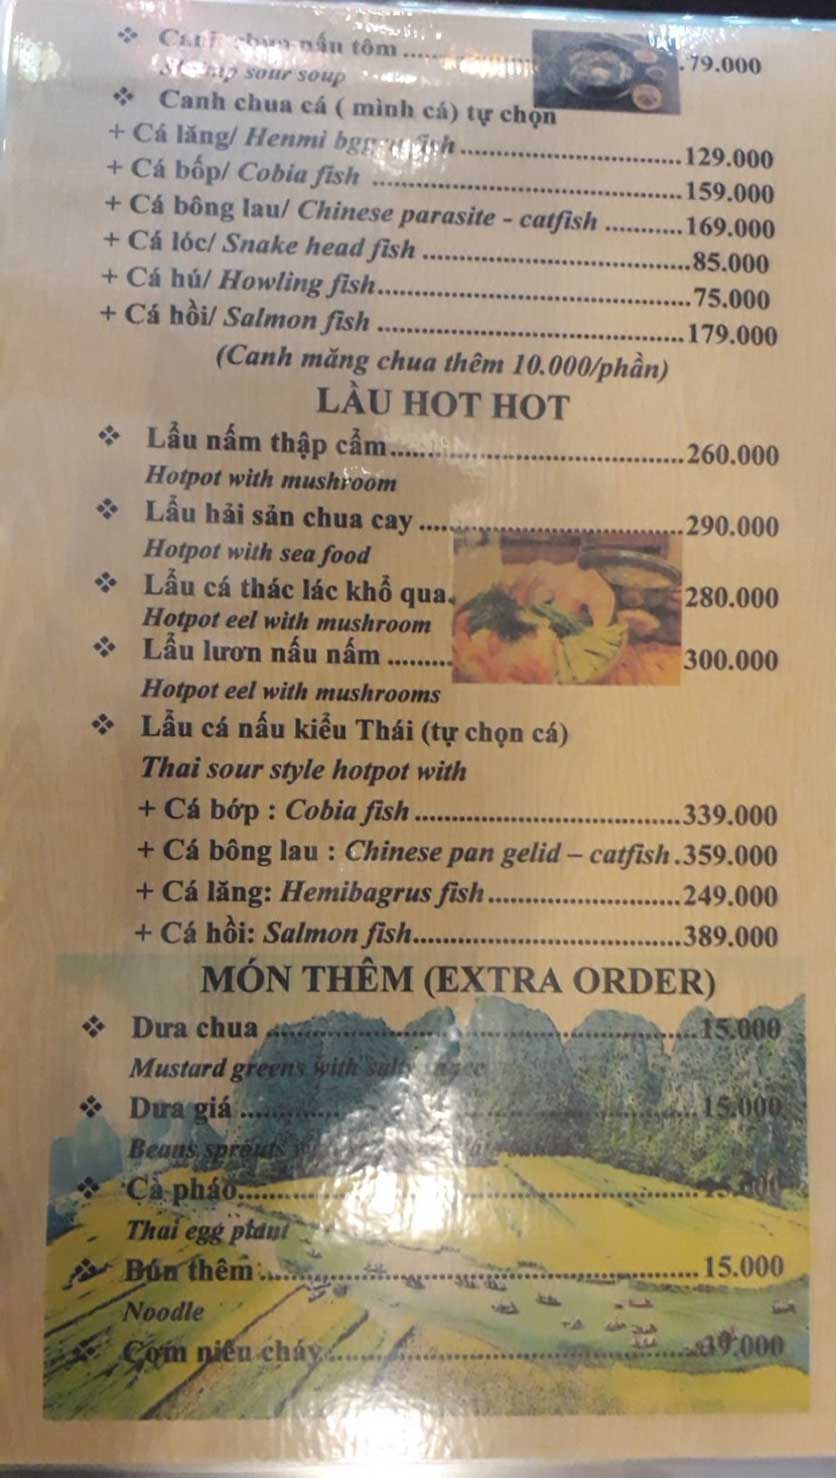 ❖ nấu tôm ..... 79.000
sour soup
❖ Canh chua cá ( mình cá) tự chọn
+ Cá lăng/ Henmi ..... 129.000
+ Cá bốp/ Cobia fish ..... 159.000
+ Cá bông lau/ Chinese parasite - catfish ..... 169.000
+ Cá lóc/ Snake head fish ..... 85.000
+ Cá hú/ Howling fish..... 75.000
+ Cá hồi/ Salmon fish ..... 179.000
(Canh măng chua thêm 10.000/phần)
LẦU HOT HOT
❖ Lẩu nấm thập cẩm..... 260.000
Hotpot with mushroom
❖ Lẩu hải sản chua cay ..... 290.000
Hotpot with sea food
❖ Lẩu cá thác lác khổ qua. 280.000
Hotpot eel with mushroom
❖ Lẩu lươn nấu nấm ..... 300.000
Hotpot eel with mushrooms
❖ Lẩu cá nấu kiểu Thái (tự chọn cá)
Thai sour style hotpot with
+ Cá bớp : Cobia fish ..... 339.000
+ Cá bông lau : Chinese pan gelid – catfish . 359.000
+ Cá lăng: Hemibagrus fish ..... 249.000
+ Cá hồi: Salmon fish..... 389.000
MÓN THÊM (EXTRA ORDER)
❖ Dưa chua ..... 15.000
Mustard greens with salty
❖ Dưa giá ..... 15.000
Beans sprouts
❖ Cà pháo.....
Thai egg plant
❖ Bún thêm ..... 15.000
Noodle
❖ Cơm niêu cháy ..... 39.000